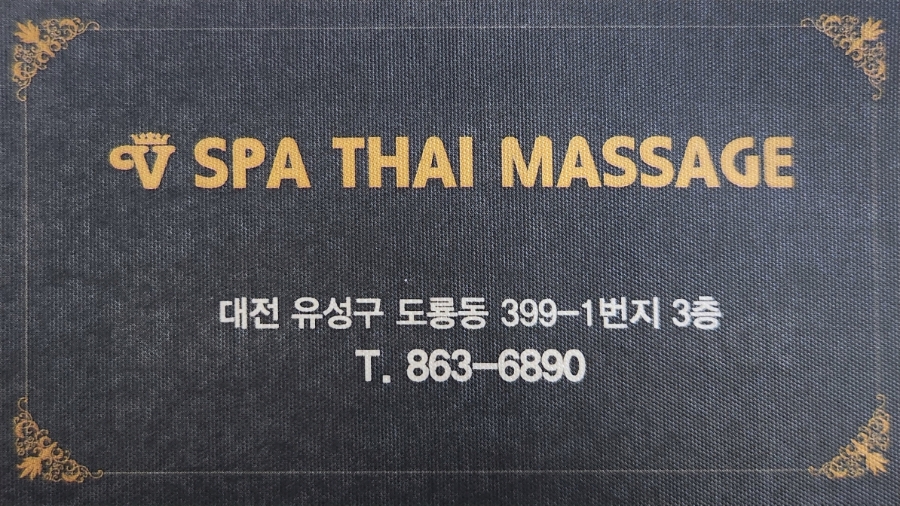 V SPA THAI MASSAGE
대전 유성구 도룡동 399-1번지 3층
T. 863-6890